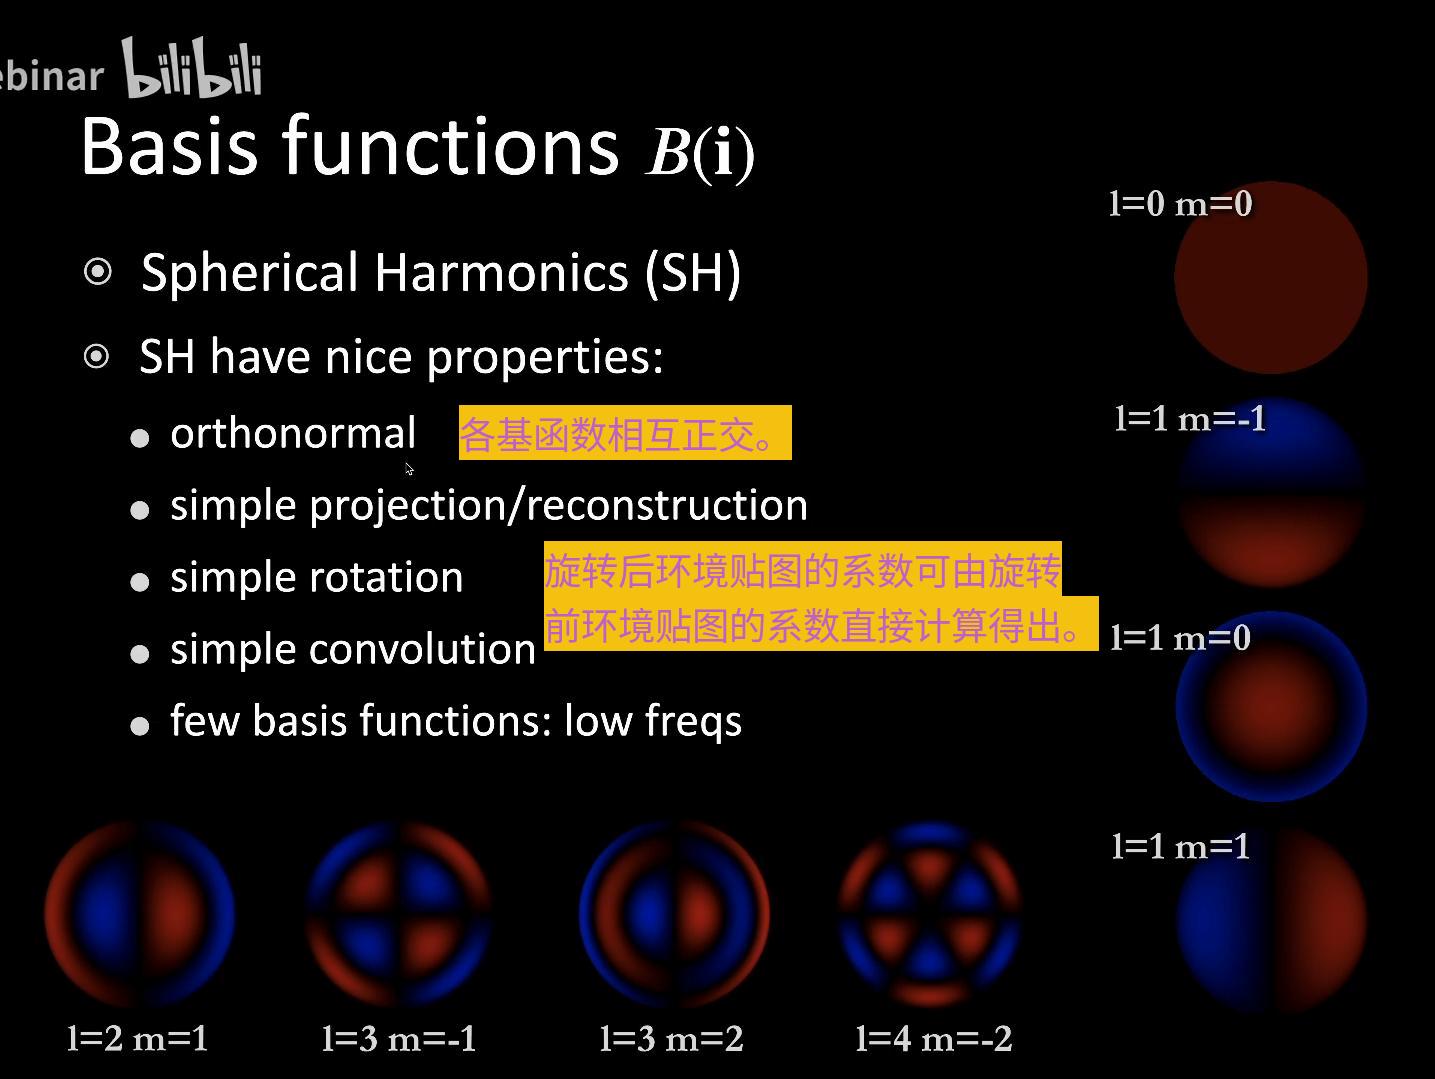 ebinar bilibili
Basis functions B(i)
Spherical Harmonics (SH)
SH have nice properties:
orthonormal 各基函数相互正交。
simple projection/reconstruction
simple rotation 旋转后环境贴图的系数可由旋转
前环境贴图的系数直接计算得出。
simple convolution
few basis functions: low freqs
l=0 m=0
l=1 m=-1
l=1 m=0
l=1 m=1
l=2 m=1
l=3 m=-1
l=3 m=2
l=4 m=-2